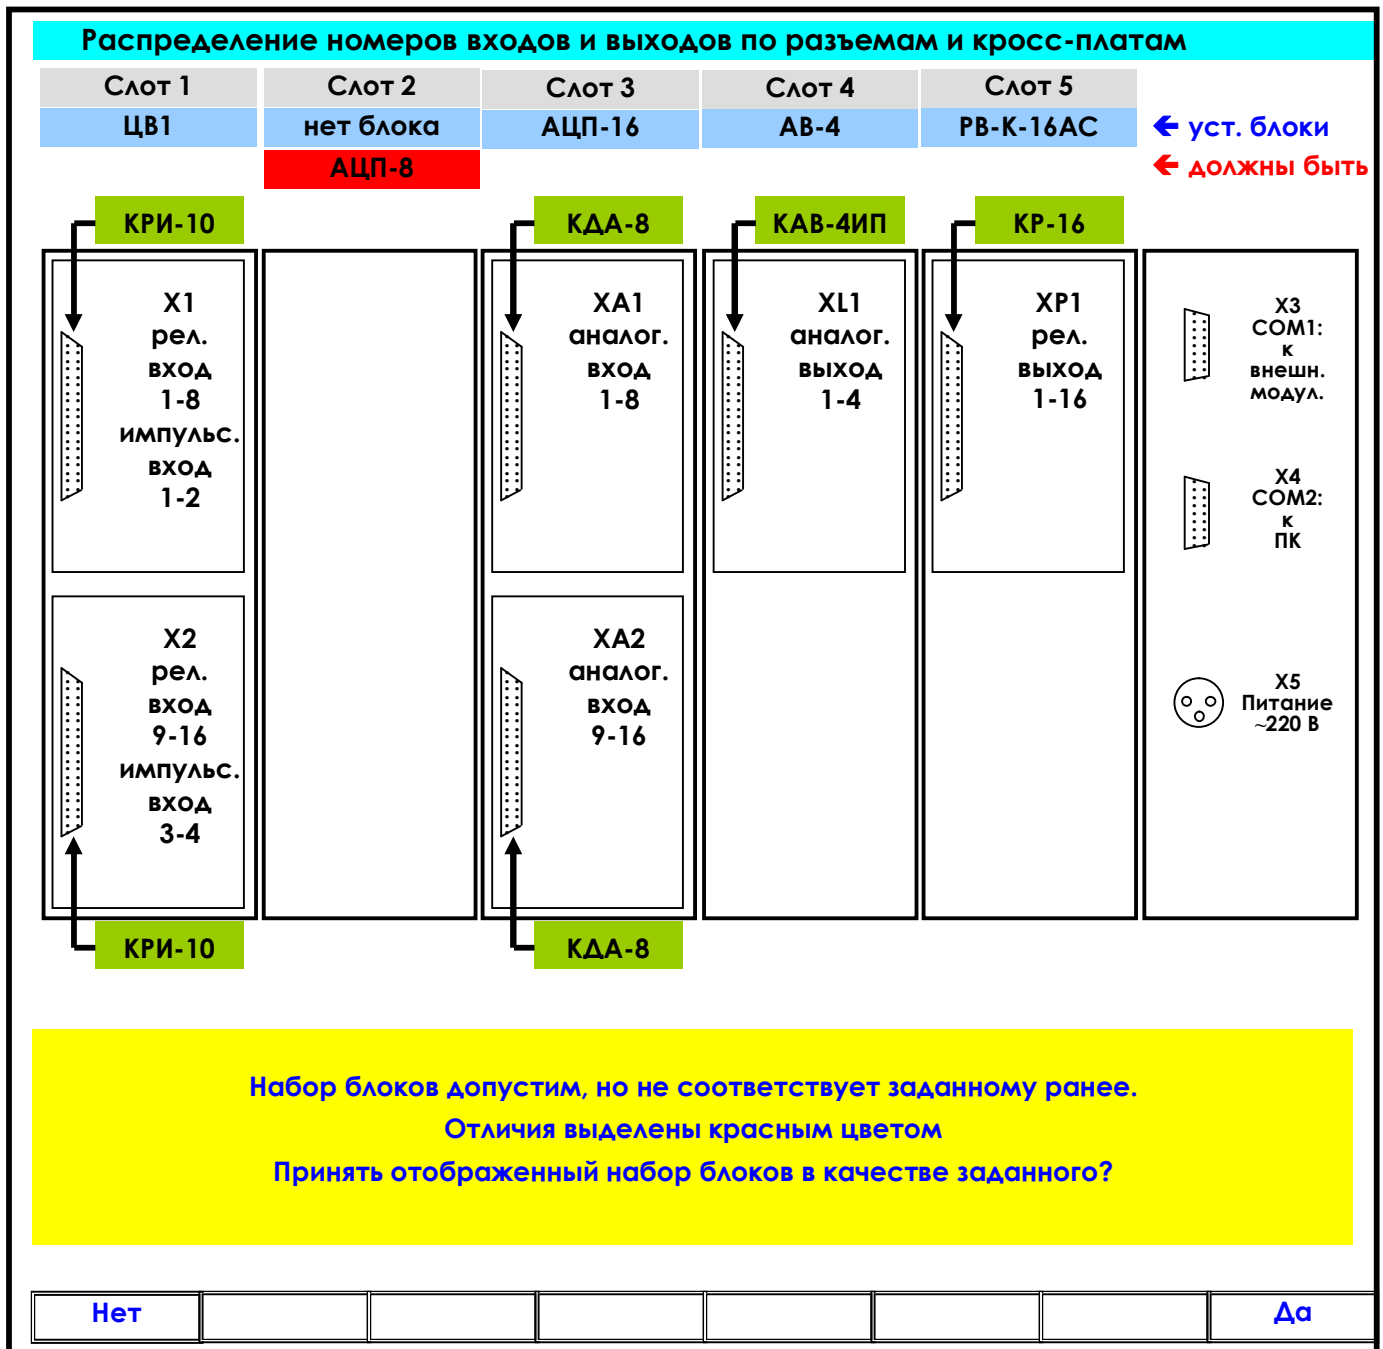 Распределение номеров входов и выходов по разъемам и кросс-платам
Слот 1 Слот 2 Слот 3 Слот 4 Слот 5
ЦВ1 нет блока АЦП-16 АВ-4 РВ-К-16АС 🡸 уст. блоки
АЦП-8 🡸 должны быть
КРИ-10 КДА-8 КАВ-4ИП КР-16
X1
рел.
вход
1-8
импульс.
вход
1-2
XA1
аналог.
вход
1-8
XL1
аналог.
выход
1-4
XP1
рел.
выход
1-16
X3
COM1:
к
внешн.
модул.
X4
COM2:
к
ПК
X5
Питание
~220 В
X2
рел.
вход
9-16
импульс.
вход
3-4
XA2
аналог.
вход
9-16
КРИ-10 КДА-8
Набор блоков допустим, но не соответствует заданному ранее.
Отличия выделены красным цветом
Принять отображенный набор блоков в качестве заданного?
Нет Да